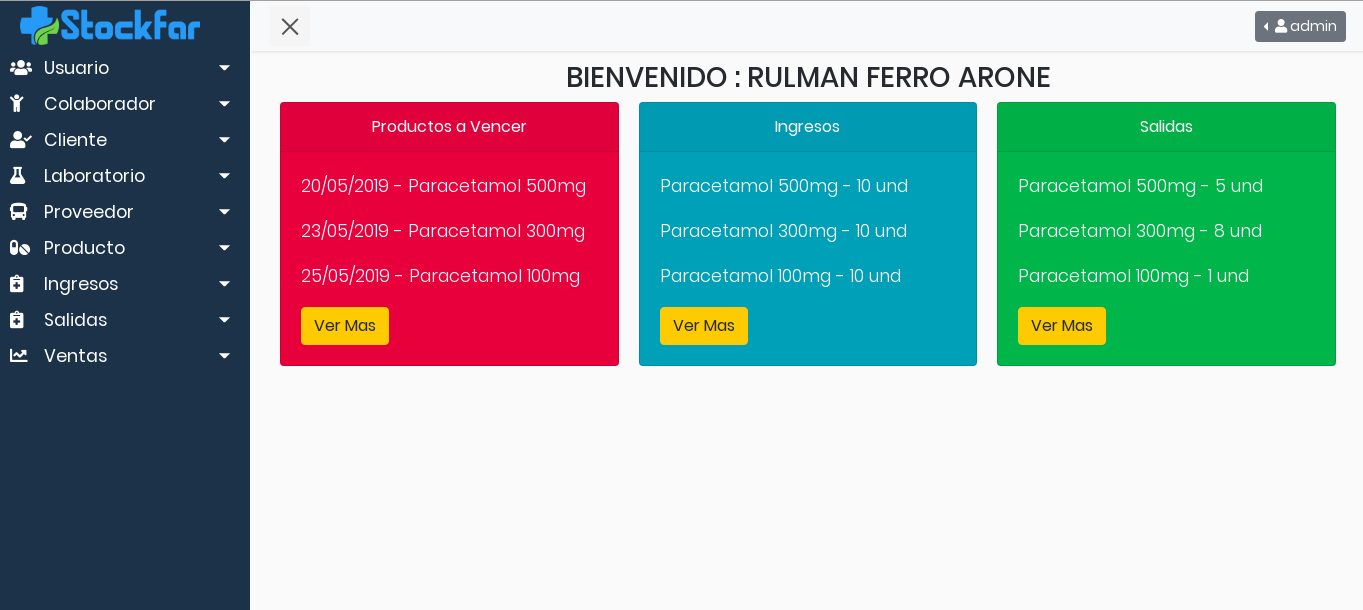 StockFar
admin
Usuario
Colaborador
Cliente
Laboratorio
Proveedor
Producto
Ingresos
Salidas
Ventas
BIENVENIDO : RULMAN FERRO ARONE
Productos a Vencer
20/05/2019 - Paracetamol 500mg
23/05/2019 - Paracetamol 300mg
25/05/2019 - Paracetamol 100mg
Ver Mas
Ingresos
Paracetamol 500mg - 10 und
Paracetamol 300mg - 10 und
Paracetamol 100mg - 10 und
Ver Mas
Salidas
Paracetamol 500mg - 5 und
Paracetamol 300mg - 8 und
Paracetamol 100mg - 1 und
Ver Mas